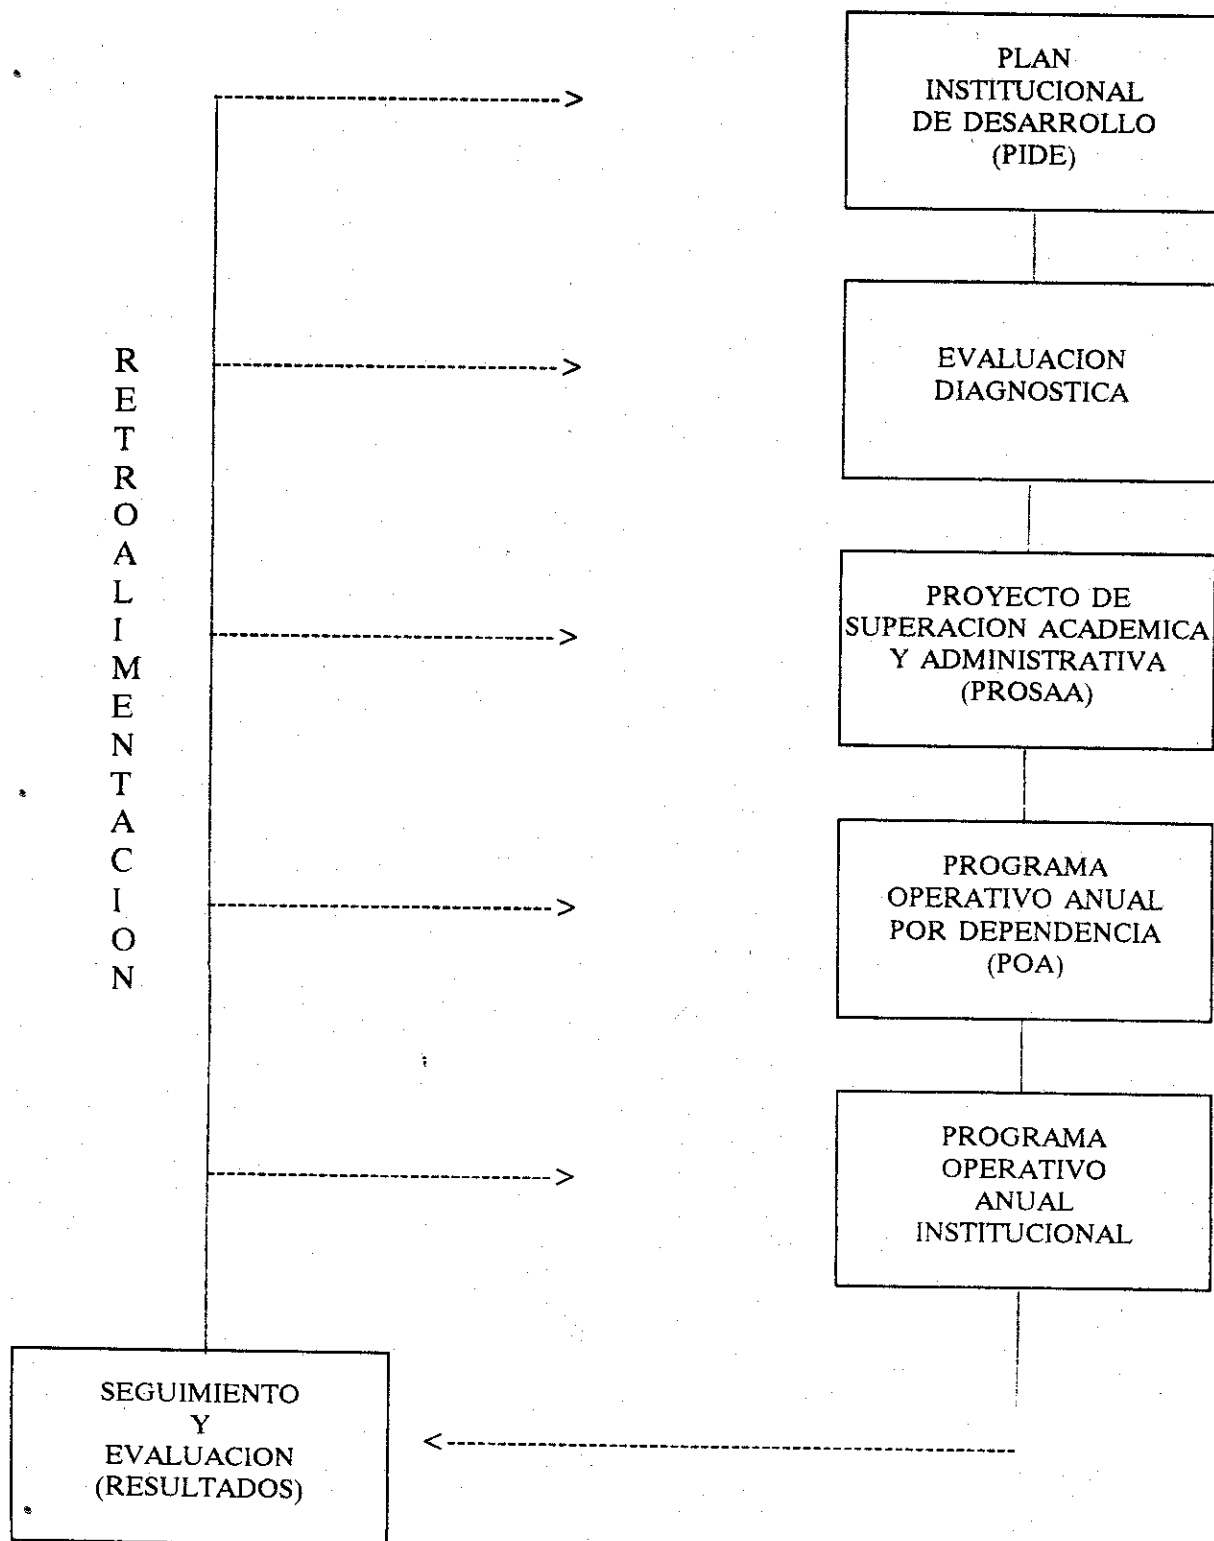 PLAN
INSTITUCIONAL
DE DESARROLLO
(PIDE)
EVALUACION
DIAGNOSTICA
PROYECTO DE
SUPERACION ACADEMICA
Y ADMINISTRATIVA
(PROSAA)
PROGRAMA
OPERATIVO ANUAL
POR DEPENDENCIA
(POA)
PROGRAMA
OPERATIVO
ANUAL
INSTITUCIONAL
RETROALIMENTACION
SEGUIMIENTO
Y
EVALUACION
(RESULTADOS)